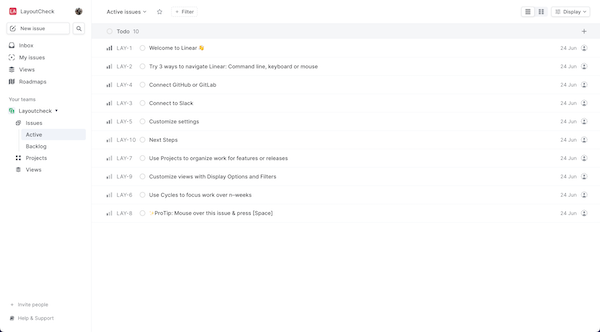 LA LayoutCheck
New issue
Inbox
My issues
Views
Roadmaps
Your teams
Layoutcheck
Issues
Active
Backlog
Projects
Views
Invite people
Help & Support
Active issues
+ Filter
Display
Todo 10
LAY-1 Welcome to Linear 👋 24 Jun
LAY-2 Try 3 ways to navigate Linear: Command line, keyboard or mouse 24 Jun
LAY-4 Connect GitHub or GitLab 24 Jun
LAY-3 Connect to Slack 24 Jun
LAY-5 Customize settings 24 Jun
LAY-10 Next Steps 24 Jun
LAY-7 Use Projects to organize work for features or releases 24 Jun
LAY-9 Customize views with Display Options and Filters 24 Jun
LAY-6 Use Cycles to focus work over n–weeks 24 Jun
LAY-8 ⚡ProTip: Mouse over this issue & press [Space] 24 Jun